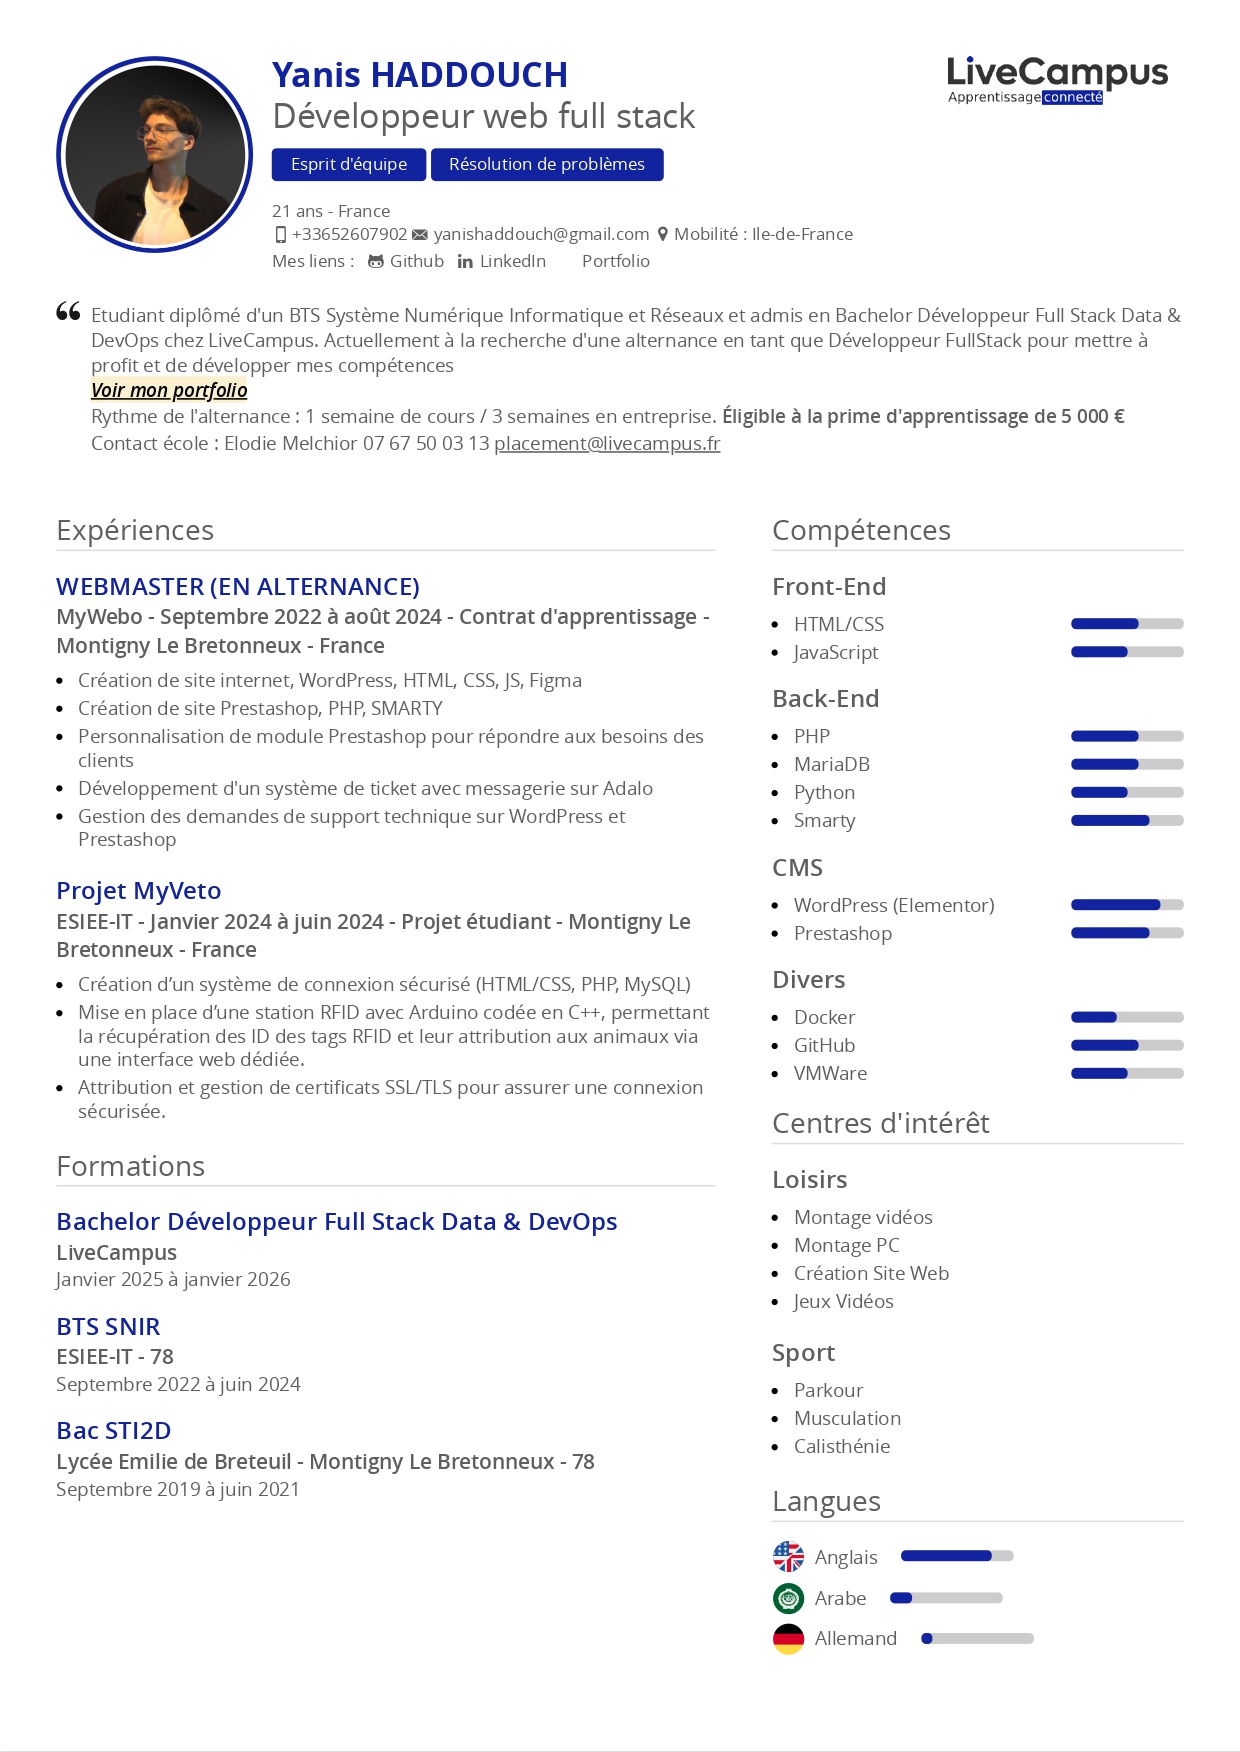 Yanis HADDOUCH
Développeur web full stack
LiveCampus
Apprentissage connecté
Esprit d'équipe Résolution de problèmes
21 ans - France
+33652607902 yanishaddouch@gmail.com Mobilité : Ile-de-France
Mes liens : Github LinkedIn Portfolio
Etudiant diplômé d'un BTS Système Numérique Informatique et Réseaux et admis en Bachelor Développeur Full Stack Data &
DevOps chez LiveCampus. Actuellement à la recherche d'une alternance en tant que Développeur FullStack pour mettre à
profit et de développer mes compétences
Voir mon portfolio
Rythme de l'alternance : 1 semaine de cours / 3 semaines en entreprise. Éligible à la prime d'apprentissage de 5 000 €
Contact école : Elodie Melchior 07 67 50 03 13 placement@livecampus.fr
Expériences
WEBMASTER (EN ALTERNANCE)
MyWebo - Septembre 2022 à août 2024 - Contrat d'apprentissage -
Montigny Le Bretonneux - France
Création de site internet, WordPress, HTML, CSS, JS, Figma
Création de site Prestashop, PHP, SMARTY
Personnalisation de module Prestashop pour répondre aux besoins des
clients
Développement d'un système de ticket avec messagerie sur Adalo
Gestion des demandes de support technique sur WordPress et
Prestashop
Projet MyVeto
ESIEE-IT - Janvier 2024 à juin 2024 - Projet étudiant - Montigny Le
Bretonneux - France
Création d’un système de connexion sécurisé (HTML/CSS, PHP, MySQL)
Mise en place d’une station RFID avec Arduino codée en C++, permettant
la récupération des ID des tags RFID et leur attribution aux animaux via
une interface web dédiée.
Attribution et gestion de certificats SSL/TLS pour assurer une connexion
sécurisée.
Formations
Bachelor Développeur Full Stack Data & DevOps
LiveCampus
Janvier 2025 à janvier 2026
BTS SNIR
ESIEE-IT - 78
Septembre 2022 à juin 2024
Bac STI2D
Lycée Emilie de Breteuil - Montigny Le Bretonneux - 78
Septembre 2019 à juin 2021
Compétences
Front-End
HTML/CSS
JavaScript
Back-End
PHP
MariaDB
Python
Smarty
CMS
WordPress (Elementor)
Prestashop
Divers
Docker
GitHub
VMWare
Centres d'intérêt
Loisirs
Montage vidéos
Montage PC
Création Site Web
Jeux Vidéos
Sport
Parkour
Musculation
Calisthénie
Langues
Anglais
Arabe
Allemand